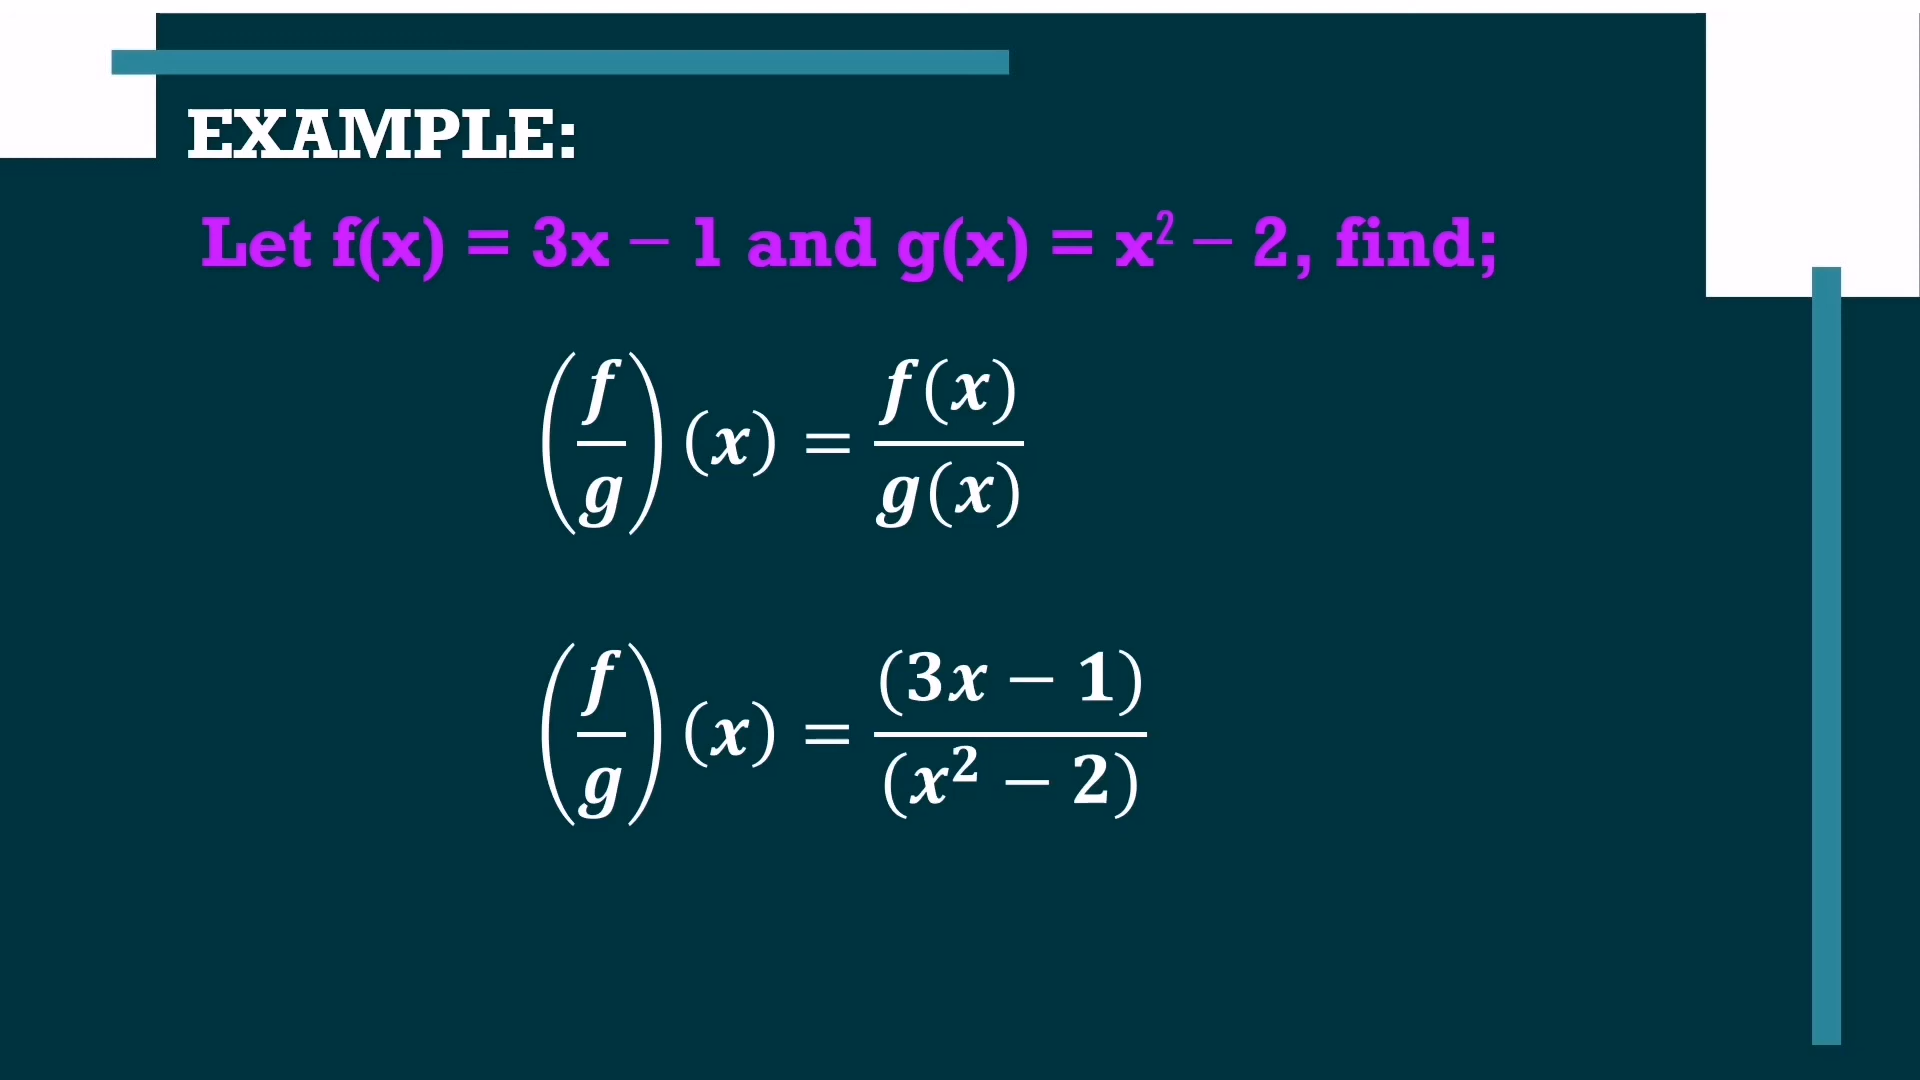 EXAMPLE:
Let f(x) = 3x − 1 and g(x) = x² − 2, find;
(f/g)(x) = f(x)/g(x)
(f/g)(x) = (3x − 1)/(x² − 2)